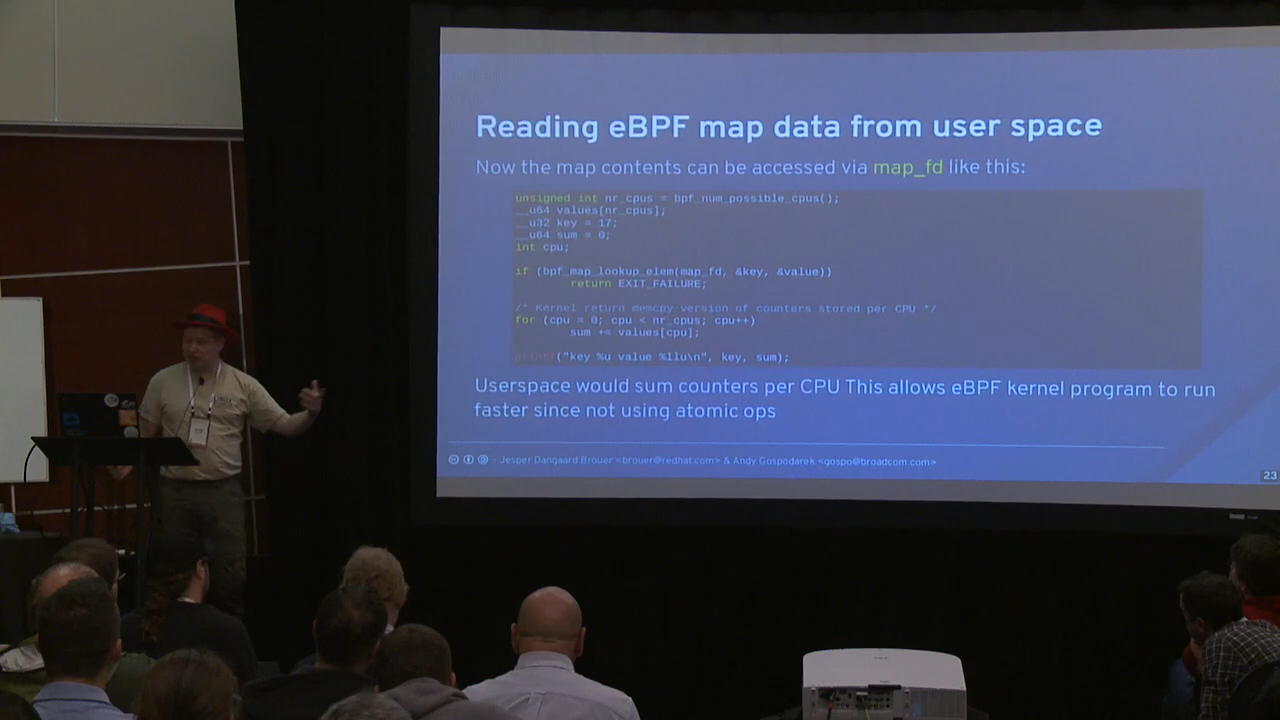 Reading eBPF map data from user space
Now the map contents can be accessed via map_fd like this:
unsigned int nr_cpus = bpf_num_possible_cpus();
__u64 values[nr_cpus];
__u32 key = 17;
__u64 sum = 0;
int cpu;
if (bpf_map_lookup_elem(map_fd, &key, &value))
return EXIT_FAILURE;
/* Kernel return memcpy version of counters stored per CPU */
for (cpu = 0; cpu < nr_cpus; cpu++)
sum += values[cpu];
printf("key %u value %llu\n", key, sum);
Userspace would sum counters per CPU This allows eBPF kernel program to run
faster since not using atomic ops
- Jesper Dangaard Brouer <brouer@redhat.com> & Andy Gospodarek <gospo@broadcom.com>
23